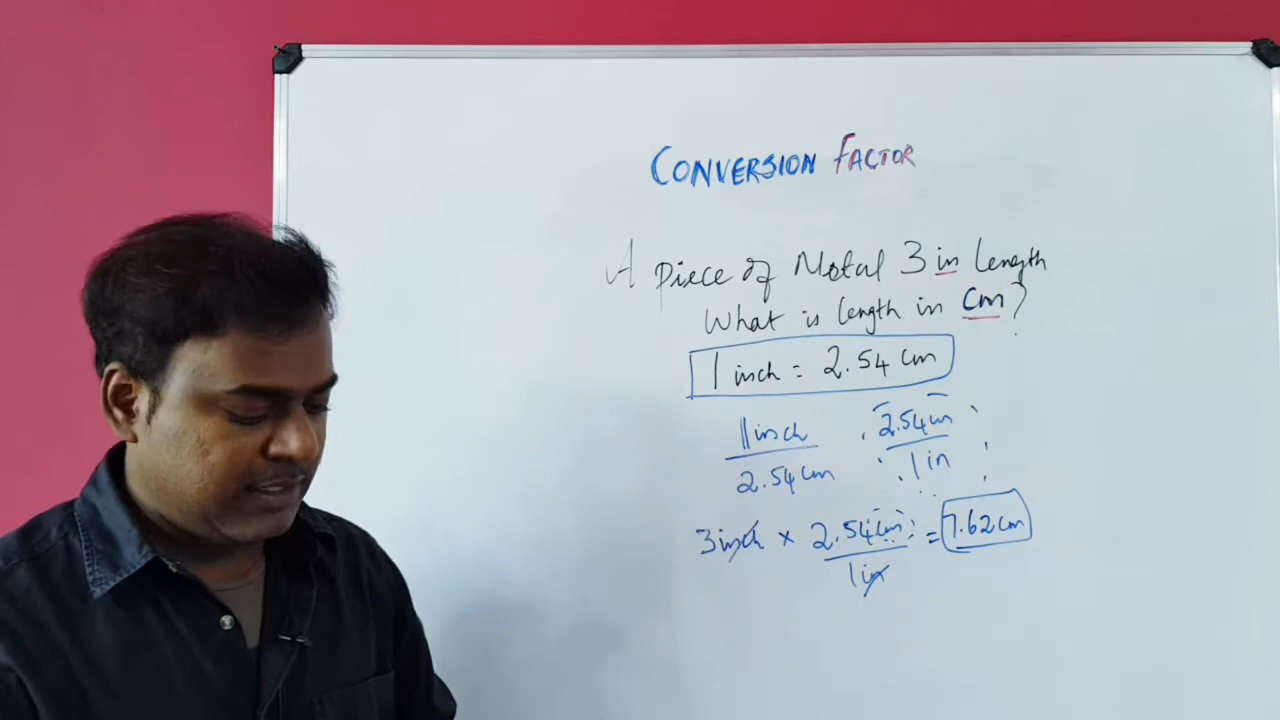 CONVERSION FACTOR
A piece of Metal 3 in length
What is length in cm?
1 inch = 2.54 cm
1 inch / 2.54 cm   2.54 cm / 1 in
3 inch × 2.54 cm / 1 in = 7.62 cm